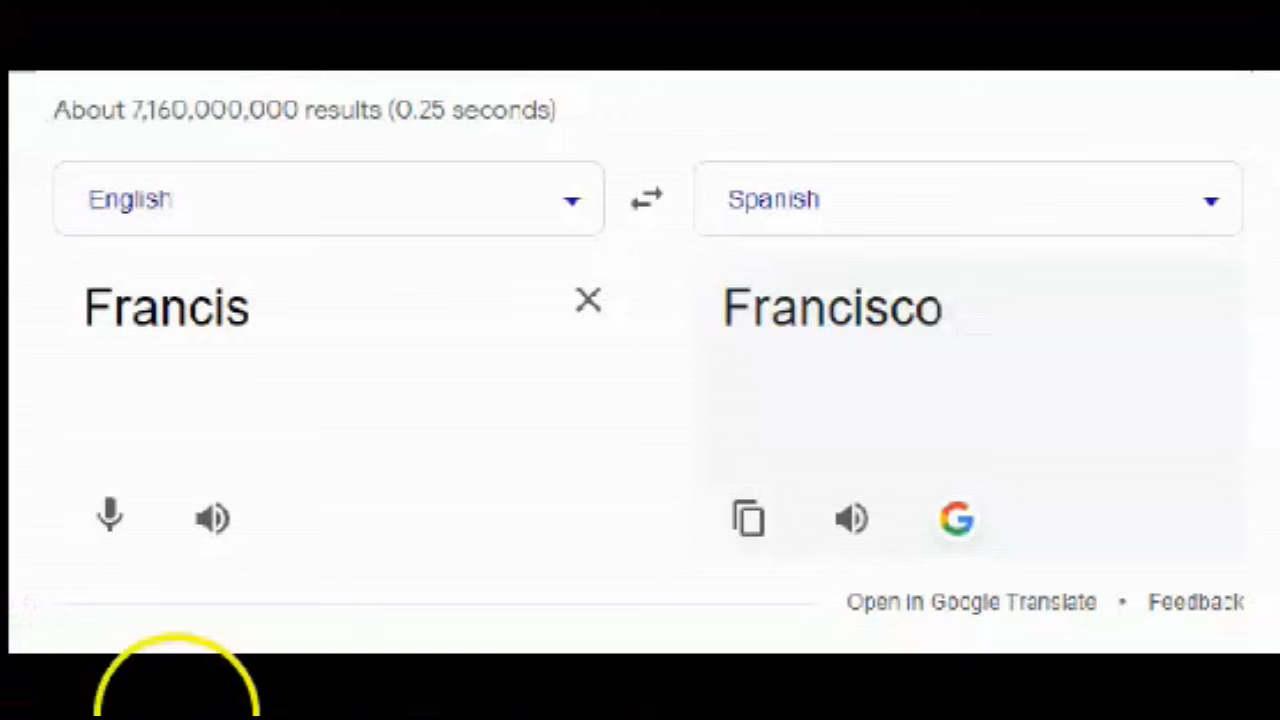 About 7,160,000,000 results (0.25 seconds)
English Spanish
Francis Francisco
Open in Google Translate • Feedback